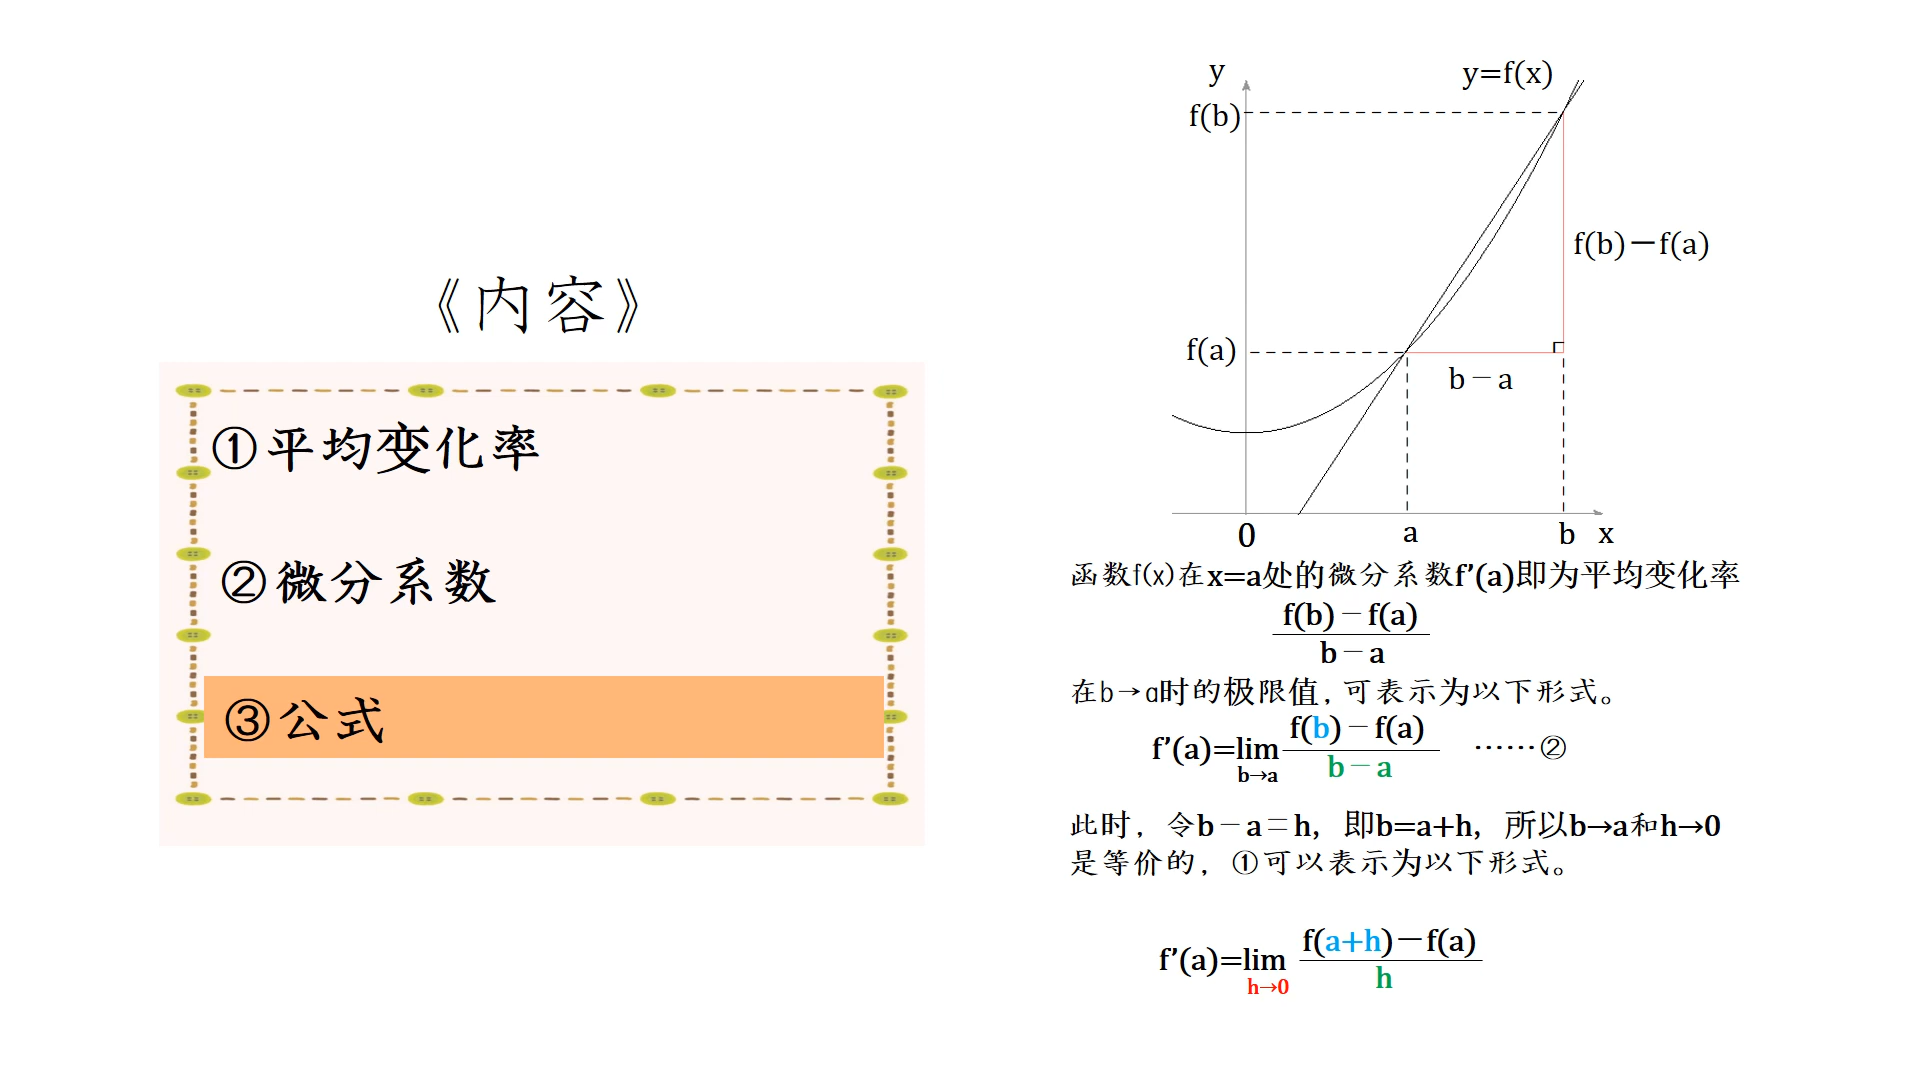 《内容》
①平均变化率
②微分系数
③公式
y
y=f(x)
f(b)
f(b)－f(a)
f(a)
b－a
0
a
b
x
函数f(x)在x=a处的微分系数f’(a)即为平均变化率
f(b)－f(a)
b－a
在b→a时的极限值,可表示为以下形式。
f’(a)=lim f(b)－f(a) ……②
b→a b－a
此时，令b－a＝h，即b=a+h，所以b→a和h→0
是等价的，①可以表示为以下形式。
f’(a)=lim f(a+h)－f(a)
h→0 h